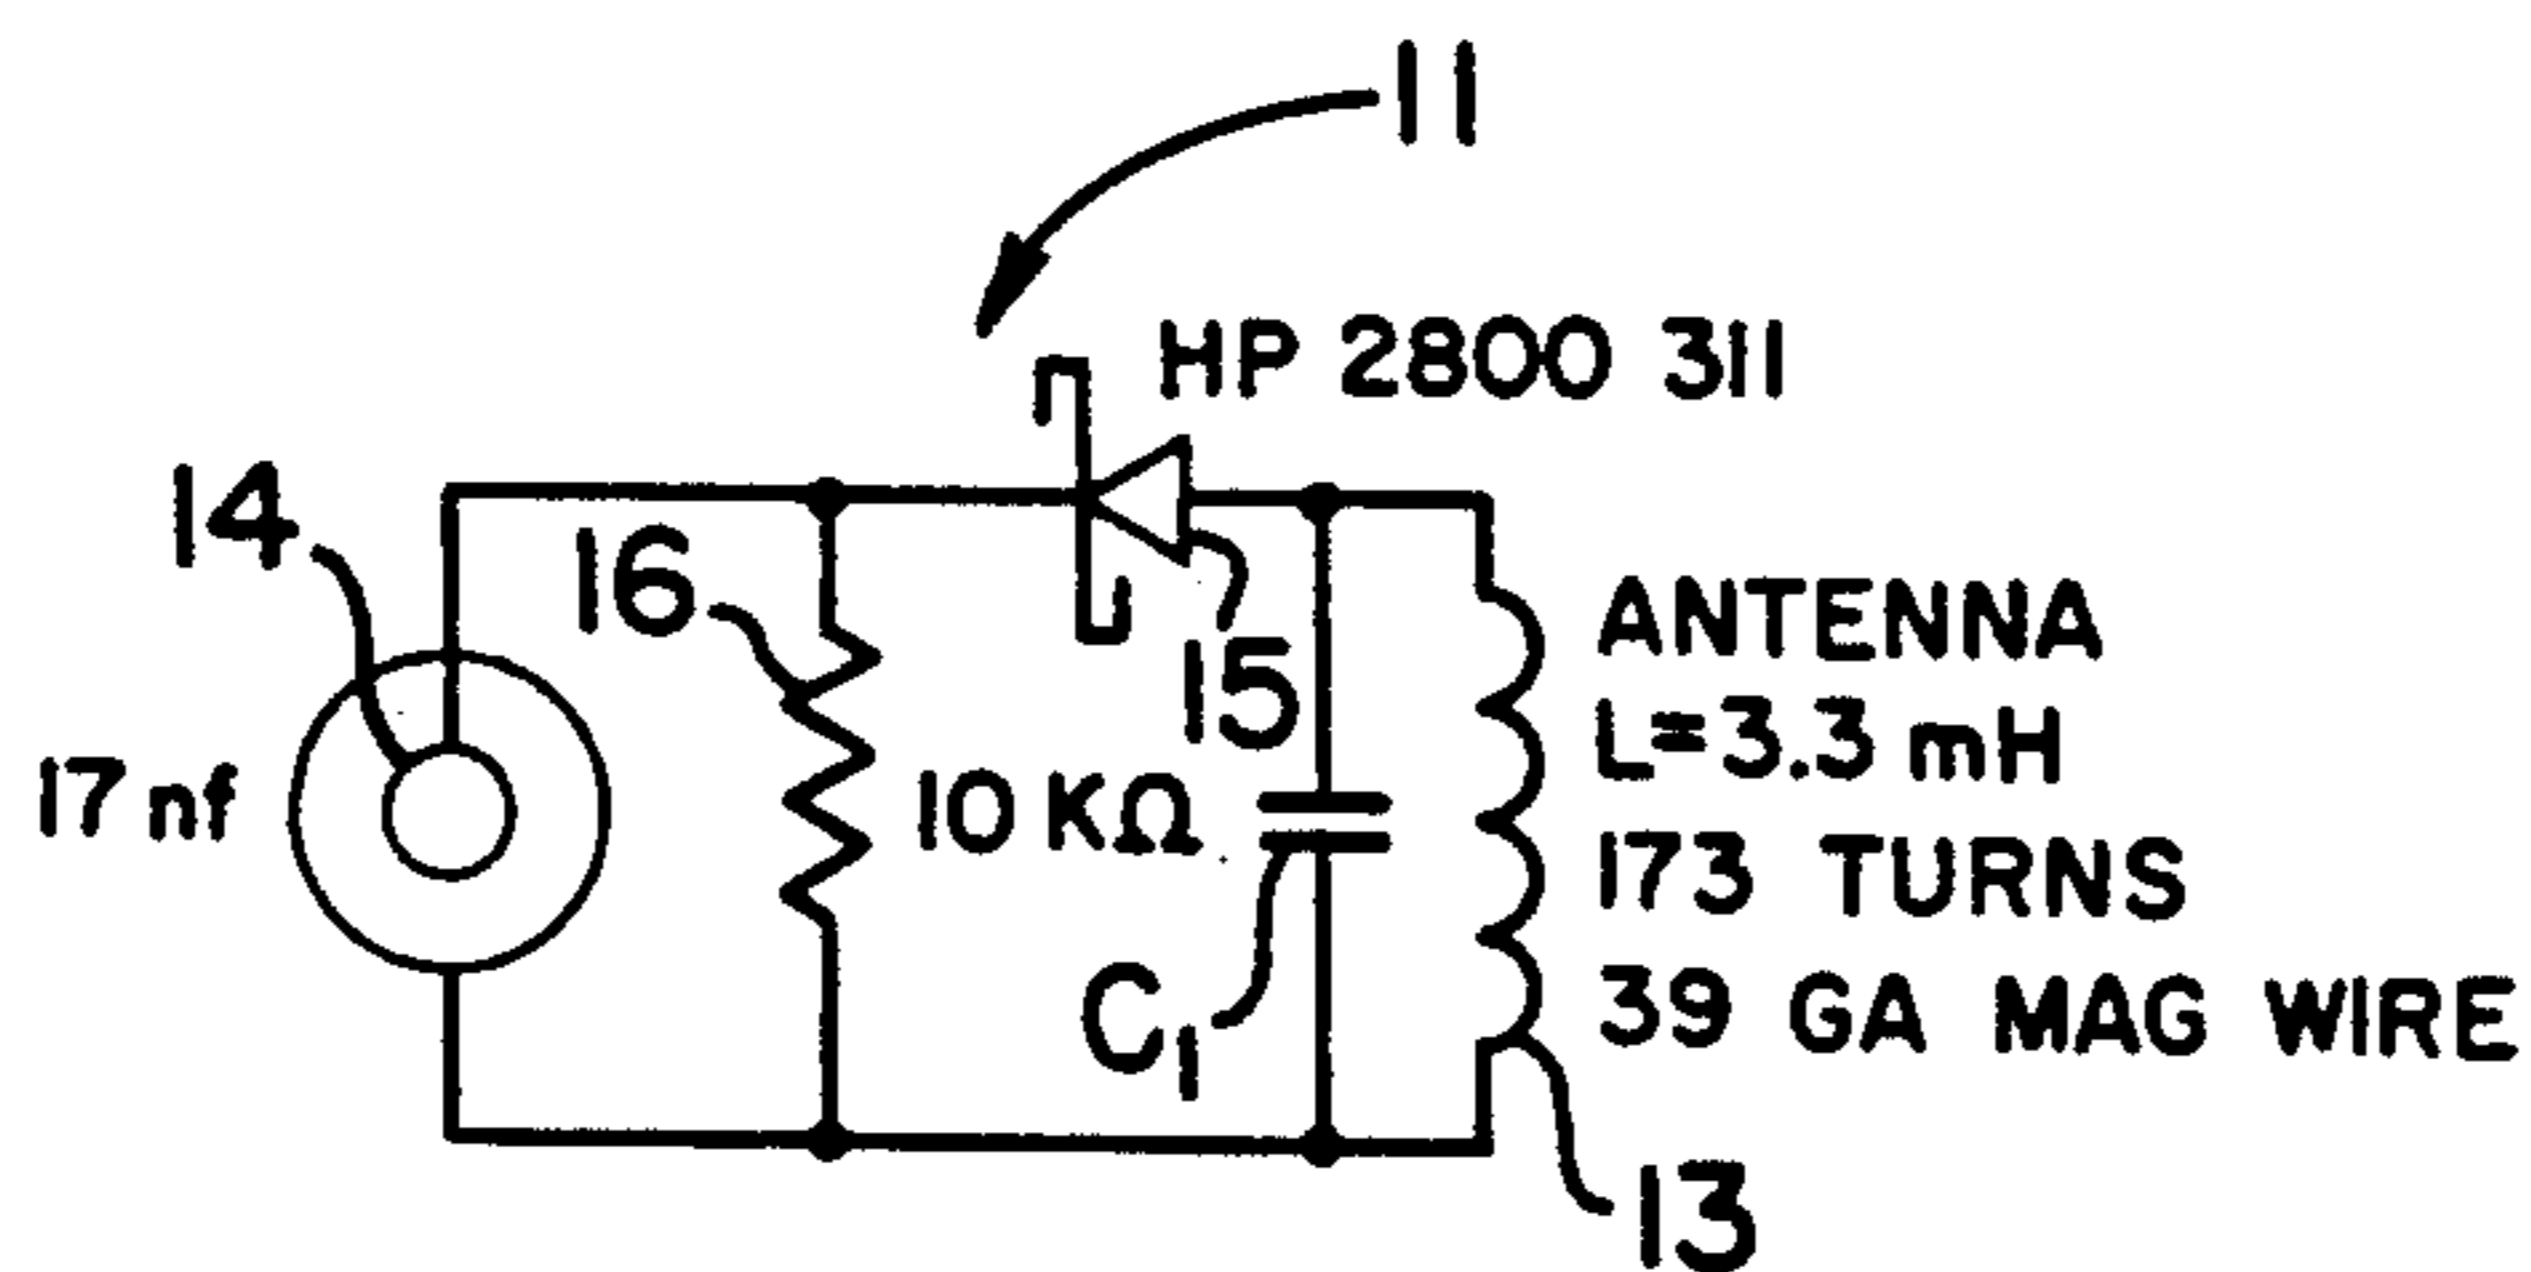 11
HP 2800 311
14
16
15
17 nf
10 KΩ
C₁
ANTENNA
L=3.3 mH
173 TURNS
39 GA MAG WIRE
13